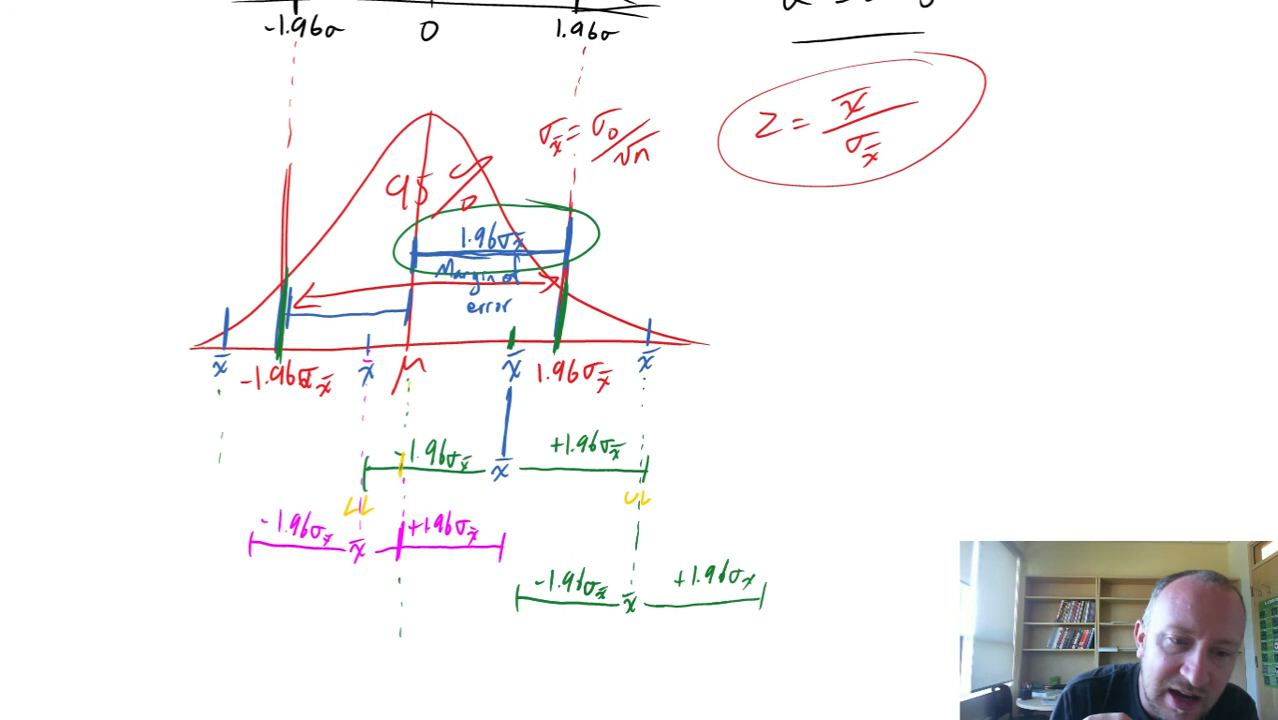 -1.96σ 0 1.96σ
z = x̄/σx̄
σx̄ = σ0/√n
95%
1.96σx̄
Margin of
error
x̄ -1.96σx̄ x̄ μ x̄ 1.96σx̄ x̄
-1.96σx̄ x̄ +1.96σx̄
LL UL
-1.96σx̄ x̄ +1.96σx̄
-1.96σx̄ x̄ +1.96σx